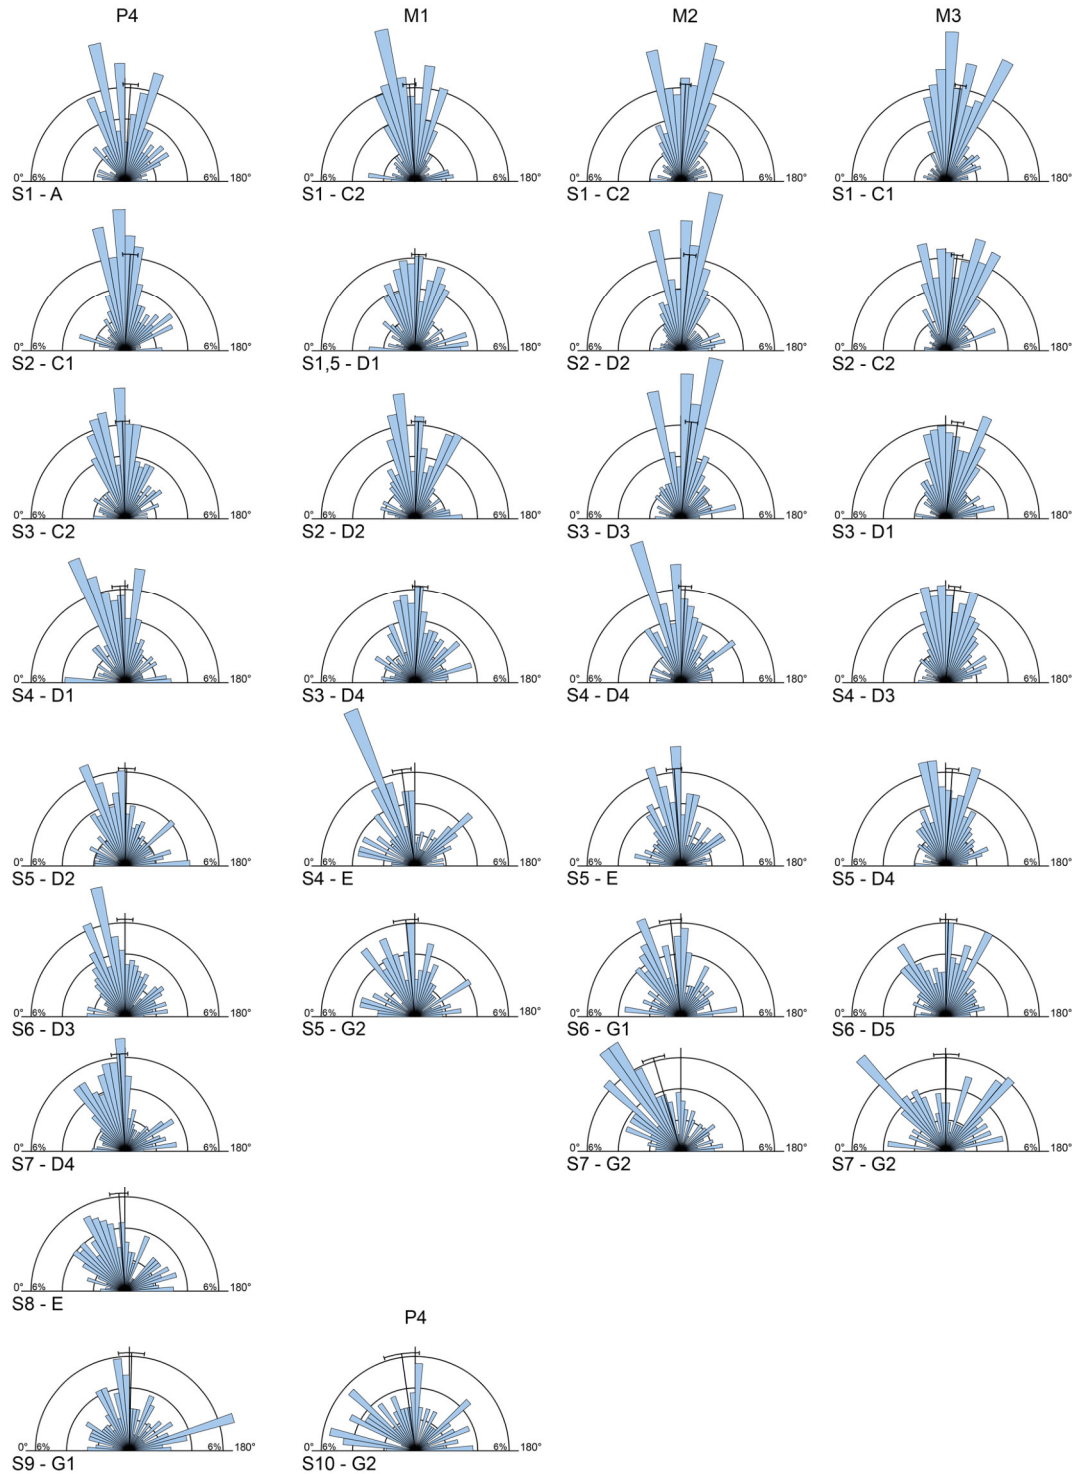 P4 M1 M2 M3
0° 6% 6% 180° 0° 6% 6% 180° 0° 6% 6% 180° 0° 6% 6% 180°
S1 - A S1 - C2 S1 - C2 S1 - C1
0° 6% 6% 180° 0° 6% 6% 180° 0° 6% 6% 180° 0° 6% 6% 180°
S2 - C1 S1,5 - D1 S2 - D2 S2 - C2
0° 6% 6% 180° 0° 6% 6% 180° 0° 6% 6% 180° 0° 6% 6% 180°
S3 - C2 S2 - D2 S3 - D3 S3 - D1
0° 6% 6% 180° 0° 6% 6% 180° 0° 6% 6% 180° 0° 6% 6% 180°
S4 - D1 S3 - D4 S4 - D4 S4 - D3
0° 6% 6% 180° 0° 6% 6% 180° 0° 6% 6% 180° 0° 6% 6% 180°
S5 - D2 S4 - E S5 - E S5 - D4
0° 6% 6% 180° 0° 6% 6% 180° 0° 6% 6% 180° 0° 6% 6% 180°
S6 - D3 S5 - G2 S6 - G1 S6 - D5
0° 6% 6% 180° 0° 6% 6% 180° 0° 6% 6% 180°
S7 - D4 S7 - G2 S7 - G2
0° 6% 6% 180°
S8 - E
P4
0° 6% 6% 180° 0° 6% 6% 180°
S9 - G1 S10 - G2